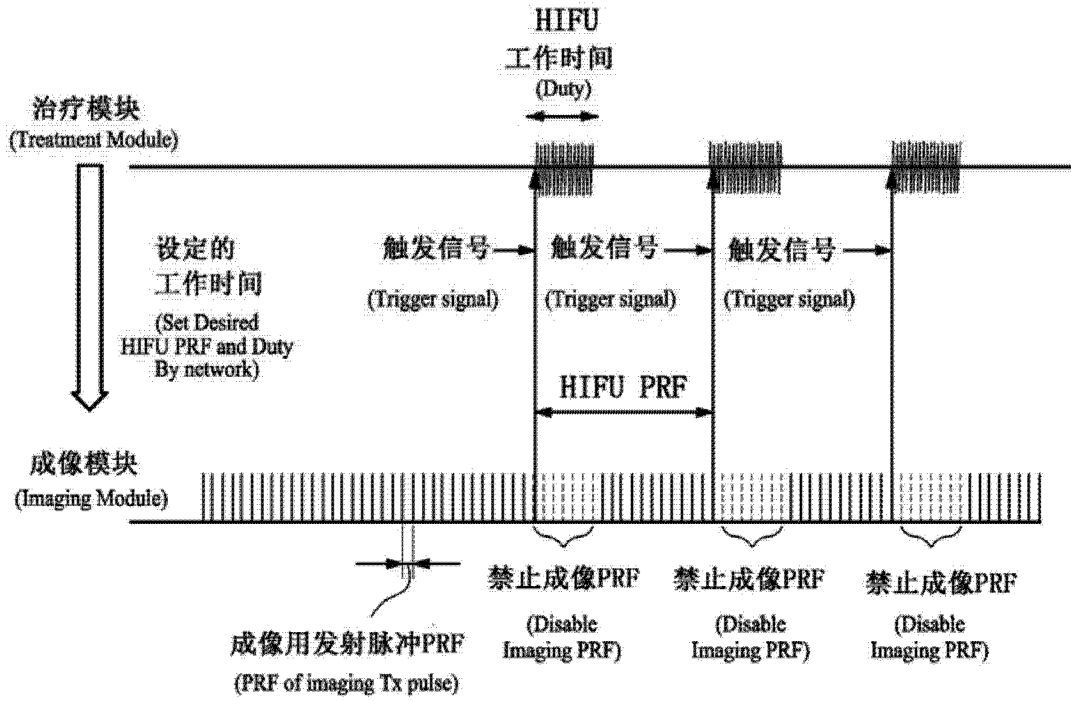 HIFU
工作时间
(Duty)
治疗模块
(Treatment Module)
设定的
工作时间
(Set Desired
HIFU PRF and Duty
By network)
触发信号
(Trigger signal)
触发信号
(Trigger signal)
触发信号
(Trigger signal)
HIFU PRF
成像模块
(Imaging Module)
禁止成像PRF
(Disable
Imaging PRF)
禁止成像PRF
(Disable
Imaging PRF)
禁止成像PRF
(Disable
Imaging PRF)
成像用发射脉冲PRF
(PRF of imaging Tx pulse)